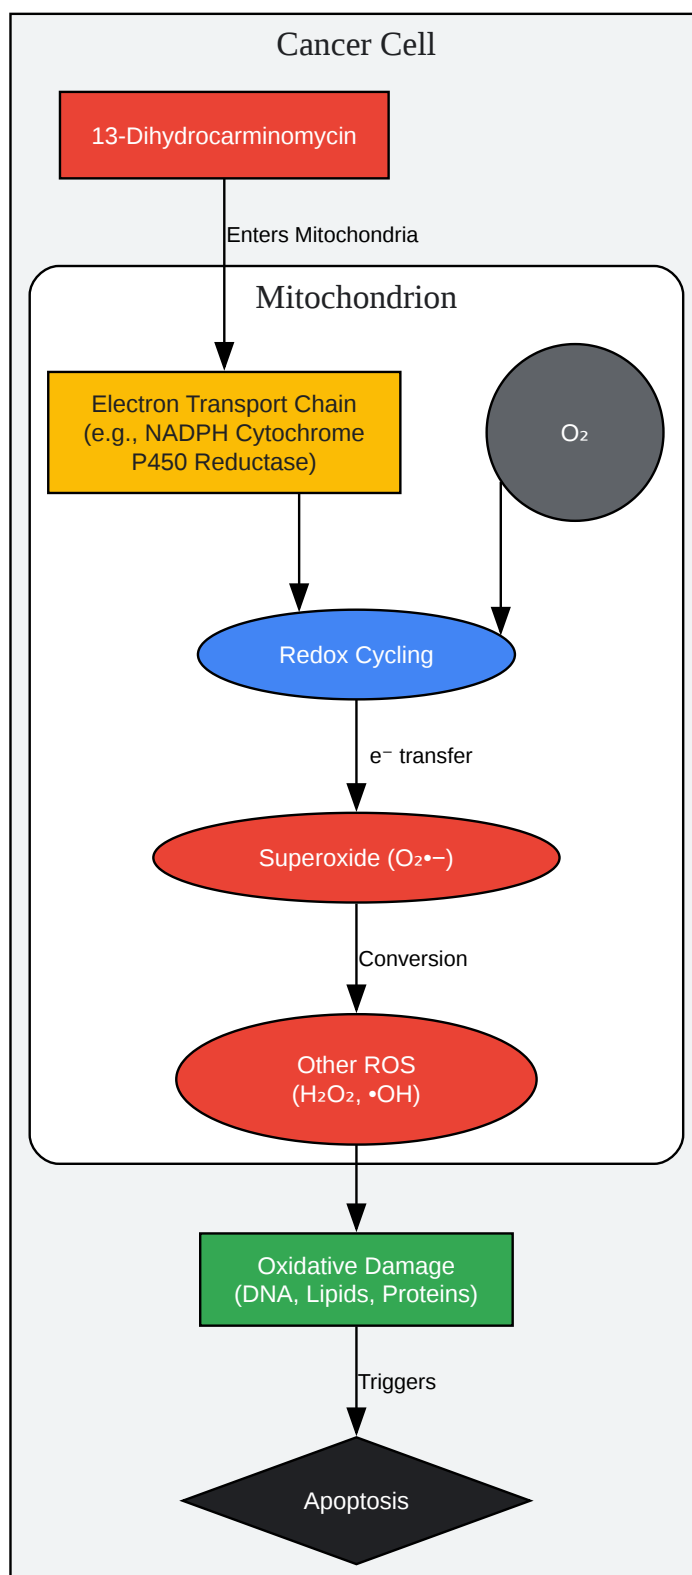 Cancer Cell
13-Dihydrocarminomycin
Enters Mitochondria
Mitochondrion
Electron Transport Chain
(e.g., NADPH Cytochrome
P450 Reductase)
O₂
Redox Cycling
e⁻ transfer
Superoxide (O₂•−)
Conversion
Other ROS
(H₂O₂, •OH)
Oxidative Damage
(DNA, Lipids, Proteins)
Triggers
Apoptosis